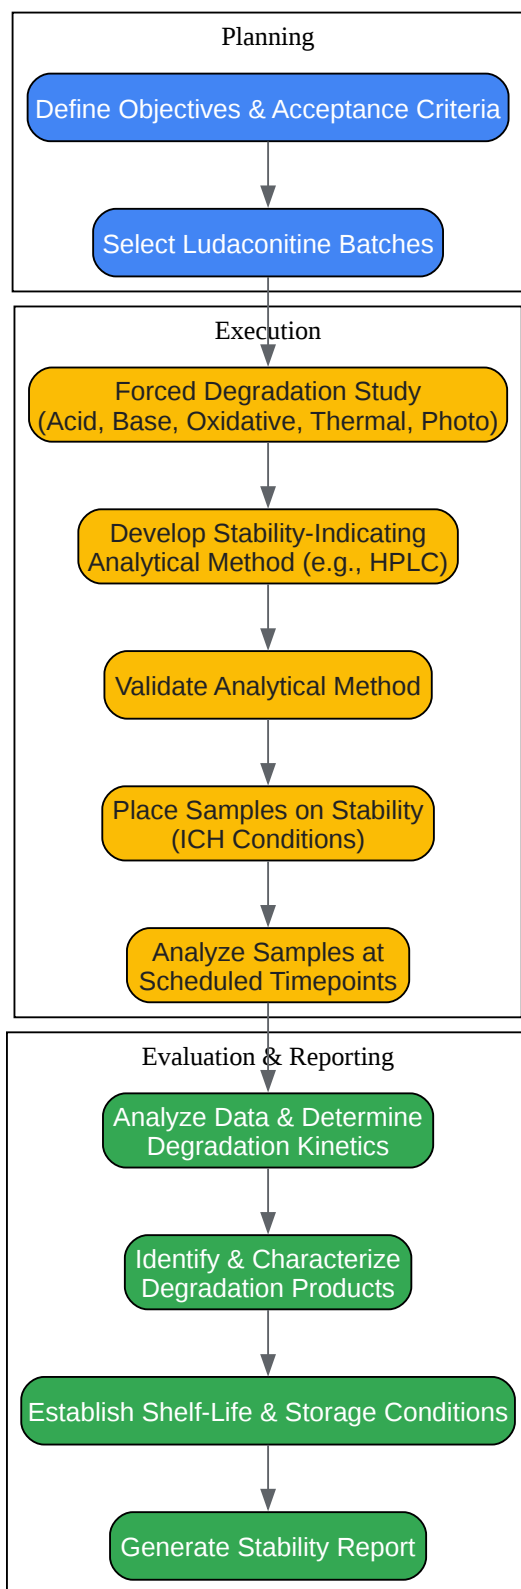 Planning
Define Objectives & Acceptance Criteria
Select Ludaconitine Batches
Execution
Forced Degradation Study
(Acid, Base, Oxidative, Thermal, Photo)
Develop Stability-Indicating
Analytical Method (e.g., HPLC)
Validate Analytical Method
Place Samples on Stability
(ICH Conditions)
Analyze Samples at
Scheduled Timepoints
Evaluation & Reporting
Analyze Data & Determine
Degradation Kinetics
Identify & Characterize
Degradation Products
Establish Shelf-Life & Storage Conditions
Generate Stability Report